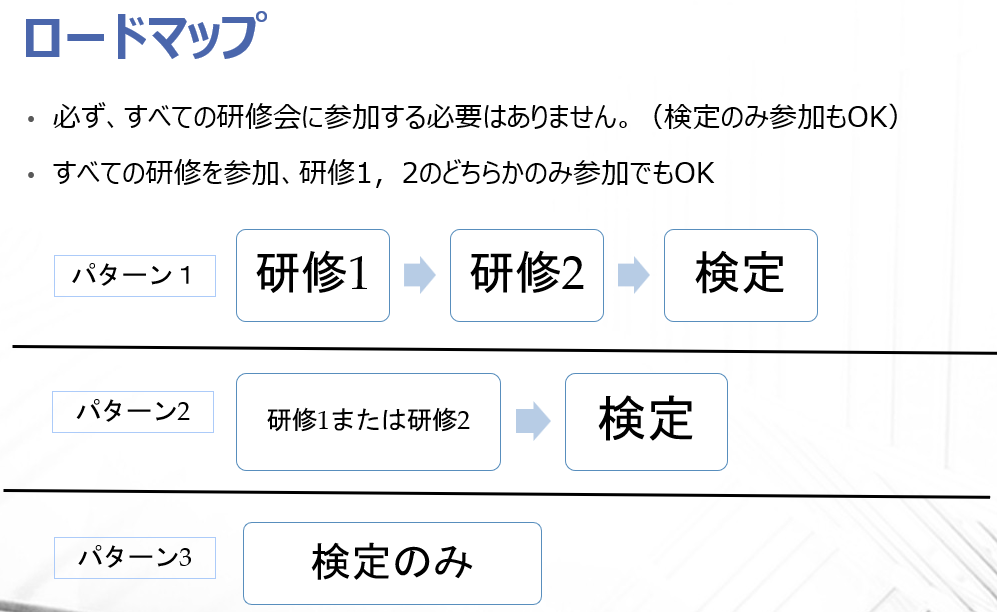 ロードマップ
・ 必ず、すべての研修会に参加する必要はありません。（検定のみ参加もOK）
・ すべての研修を参加、研修1，2のどちらかのみ参加でもOK
パターン１ 研修1 研修2 検定
パターン2 研修1または研修2 検定
パターン3 検定のみ